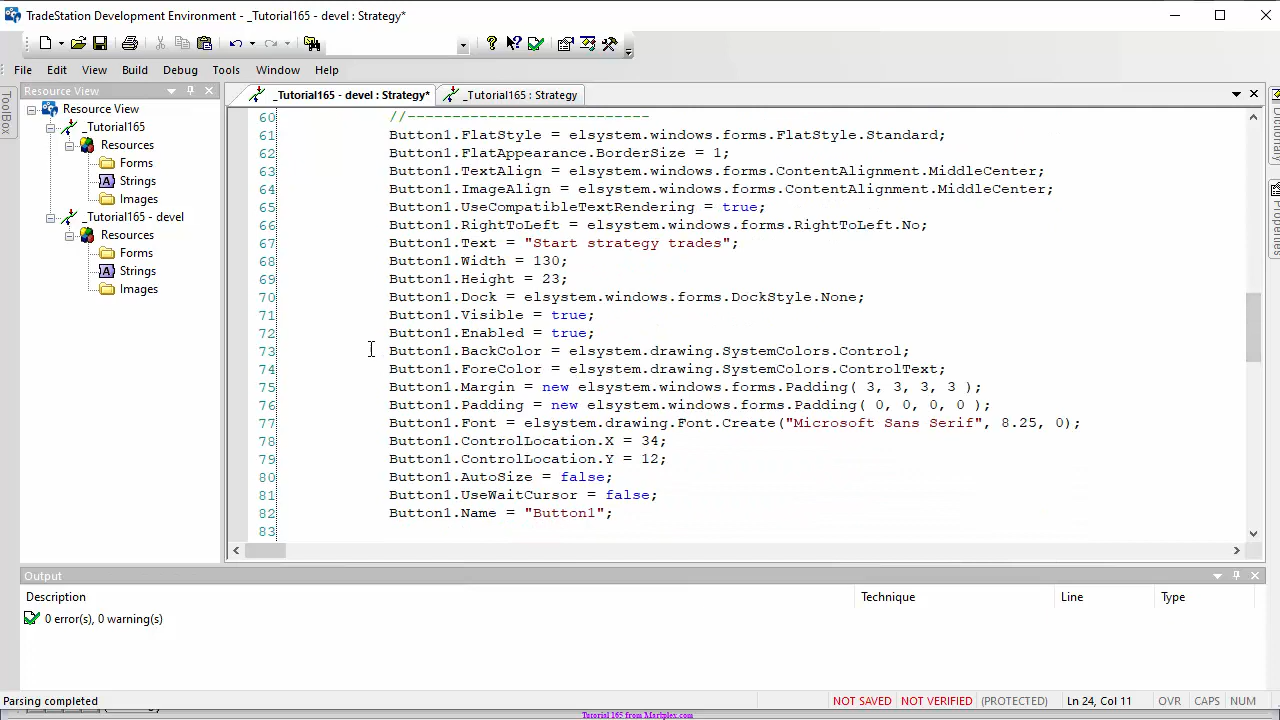 TradeStation Development Environment - _Tutorial165 - devel : Strategy*
File Edit View Build Debug Tools Window Help
ToolBox
Resource View
Resource View
_Tutorial165
Resources
Forms
Strings
Images
_Tutorial165 - devel
Resources
Forms
Strings
Images
_Tutorial165 - devel : Strategy* _Tutorial165 : Strategy
60 //---------------------------
61 Button1.FlatStyle = elsystem.windows.forms.FlatStyle.Standard;
62 Button1.FlatAppearance.BorderSize = 1;
63 Button1.TextAlign = elsystem.windows.forms.ContentAlignment.MiddleCenter;
64 Button1.ImageAlign = elsystem.windows.forms.ContentAlignment.MiddleCenter;
65 Button1.UseCompatibleTextRendering = true;
66 Button1.RightToLeft = elsystem.windows.forms.RightToLeft.No;
67 Button1.Text = "Start strategy trades";
68 Button1.Width = 130;
69 Button1.Height = 23;
70 Button1.Dock = elsystem.windows.forms.DockStyle.None;
71 Button1.Visible = true;
72 Button1.Enabled = true;
73 Button1.BackColor = elsystem.drawing.SystemColors.Control;
74 Button1.ForeColor = elsystem.drawing.SystemColors.ControlText;
75 Button1.Margin = new elsystem.windows.forms.Padding( 3, 3, 3, 3 );
76 Button1.Padding = new elsystem.windows.forms.Padding( 0, 0, 0, 0 );
77 Button1.Font = elsystem.drawing.Font.Create("Microsoft Sans Serif", 8.25, 0);
78 Button1.ControlLocation.X = 34;
79 Button1.ControlLocation.Y = 12;
80 Button1.AutoSize = false;
81 Button1.UseWaitCursor = false;
82 Button1.Name = "Button1";
83
Dictionary
Properties
Output
Description Technique Line Type
0 error(s), 0 warning(s)
Parsing completed NOT SAVED NOT VERIFIED (PROTECTED) Ln 24, Col 11 OVR CAPS NUM
Tutorial 165 from Markplex.com